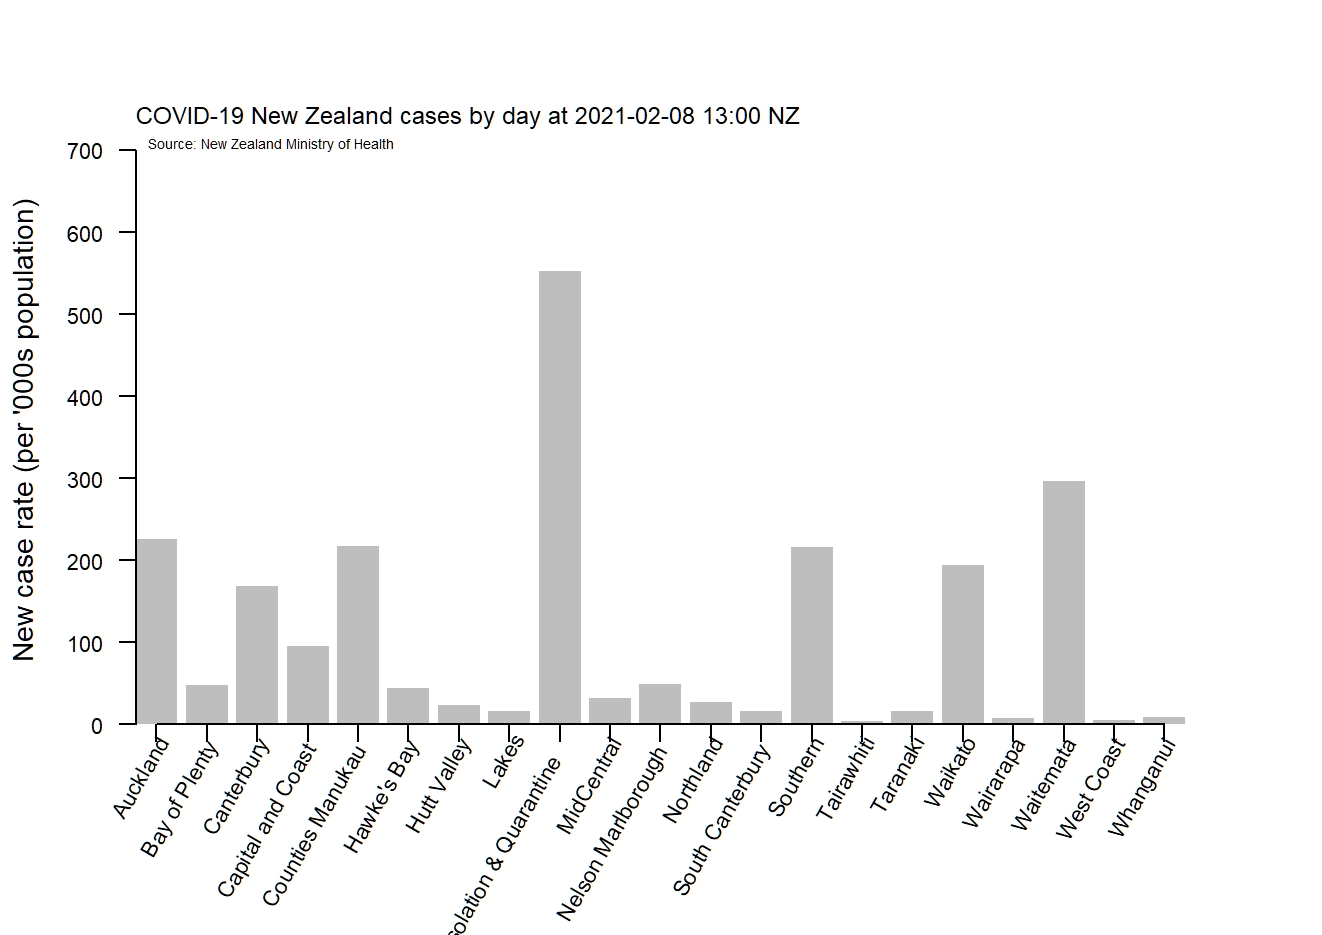 COVID-19 New Zealand cases by day at 2021-02-08 13:00 NZ
Source: New Zealand Ministry of Health
New case rate (per '000s population)
700
600
500
400
300
200
100
0
Auckland
Bay of Plenty
Canterbury
Capital and Coast
Counties Manukau
Hawke's Bay
Hutt Valley
Lakes
solation & Quarantine
MidCentral
Nelson Marlborough
Northland
South Canterbury
Southern
Tairawhiti
Taranaki
Waikato
Wairarapa
Waitemata
West Coast
Whanganui